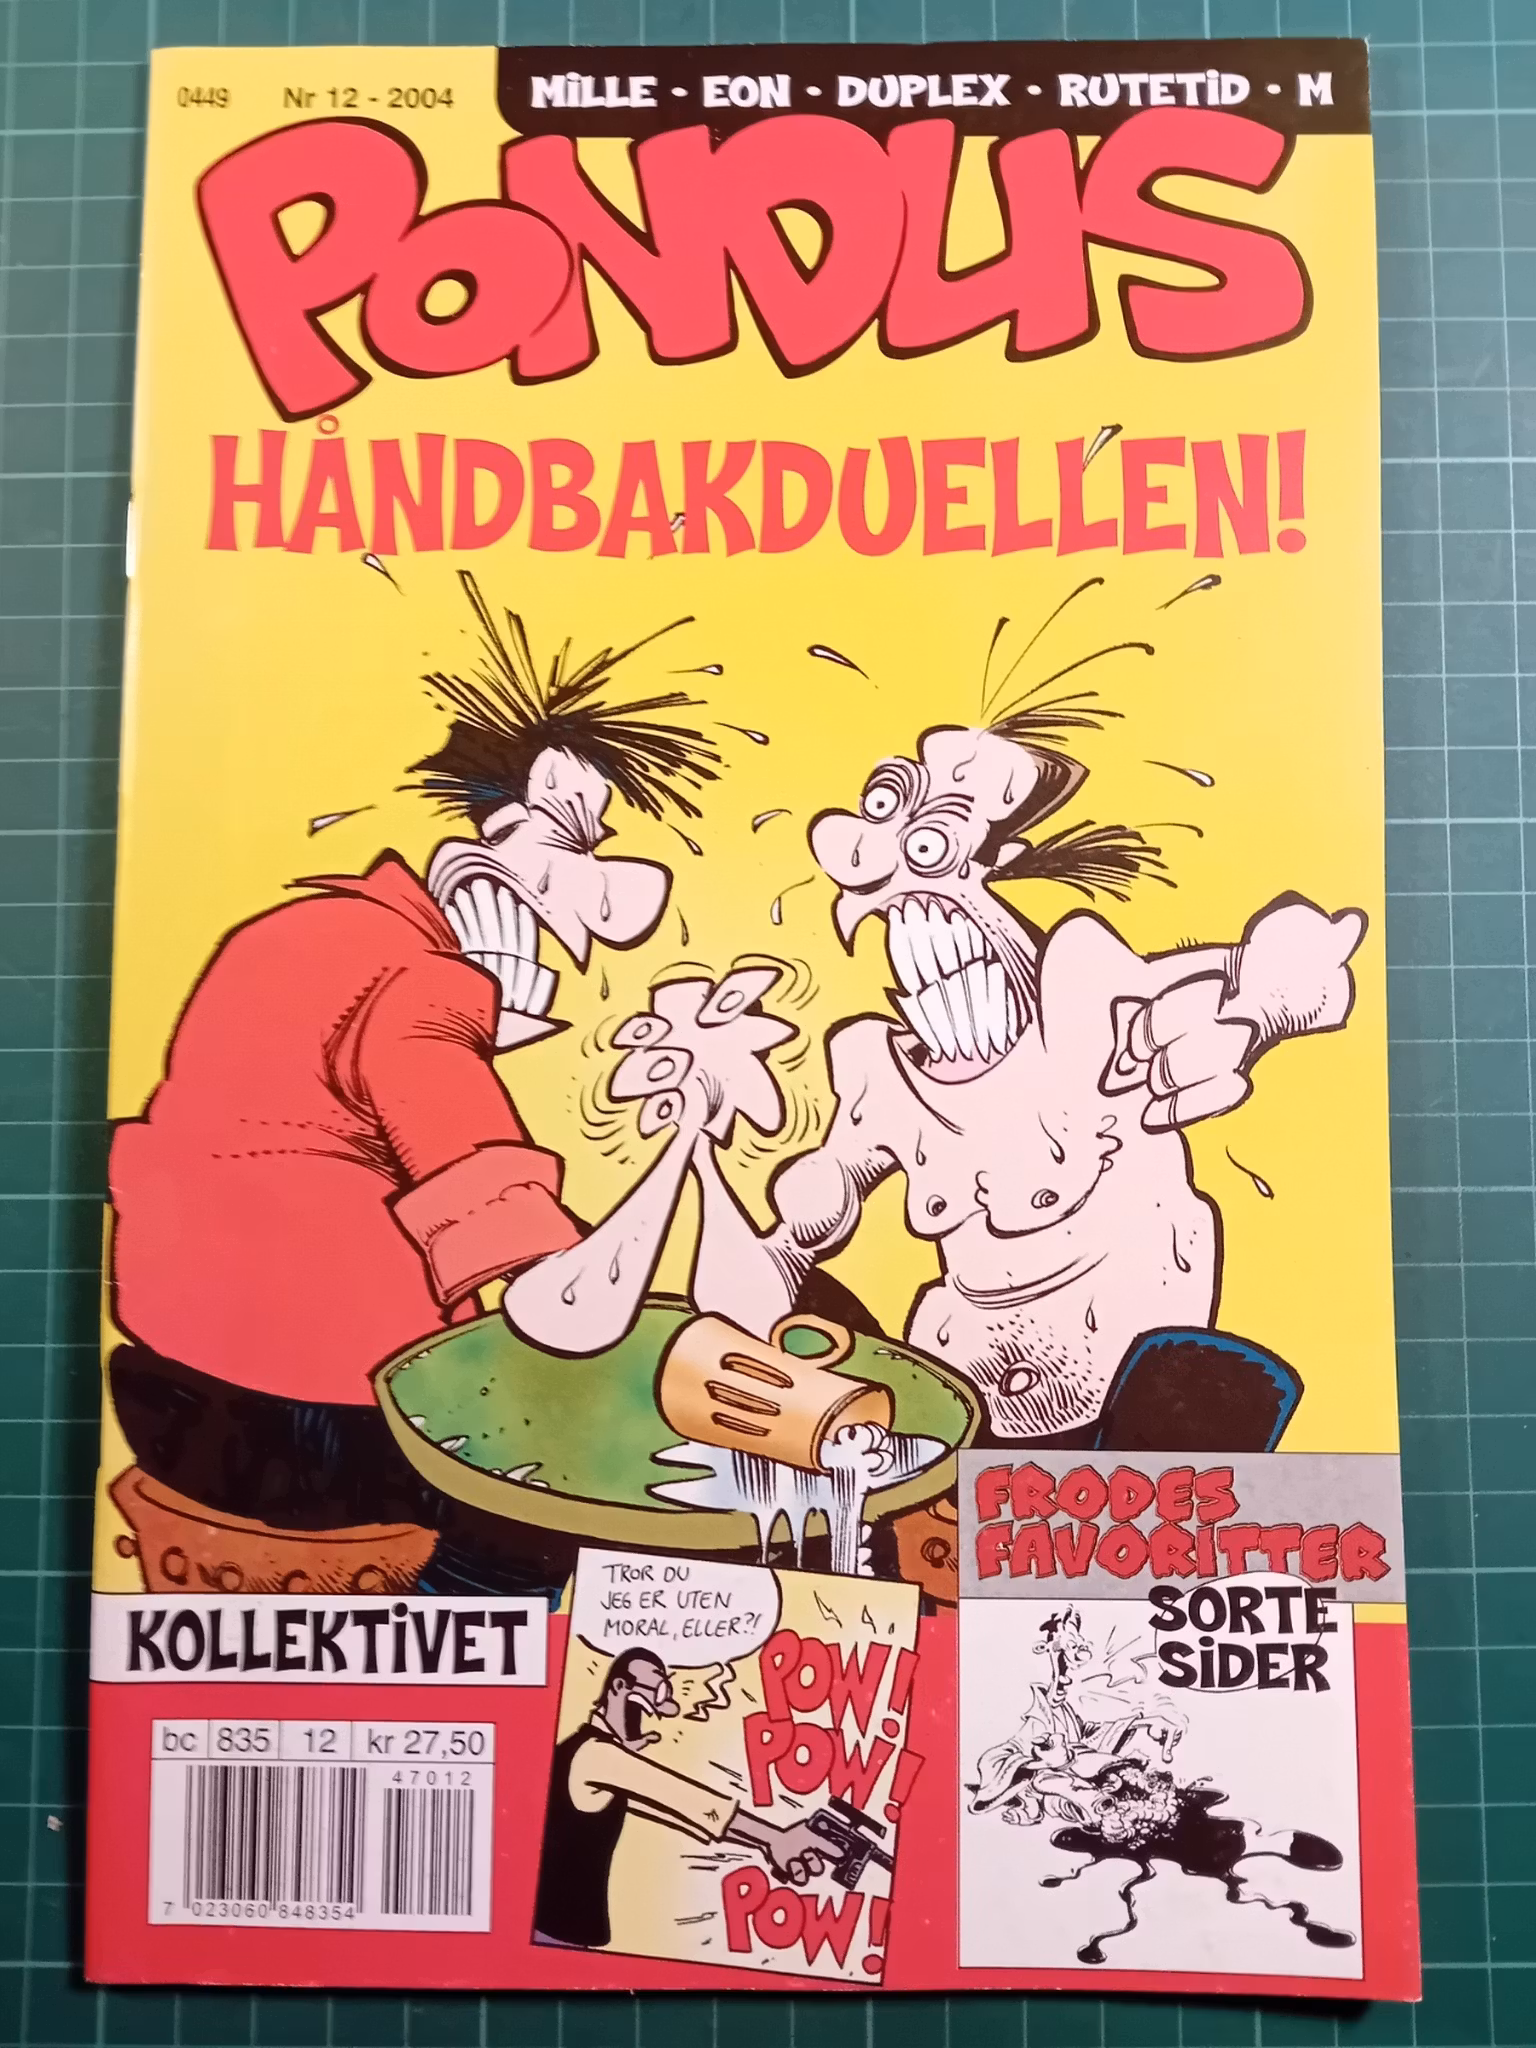 0449 Nr 12 - 2004
MiLLE · EON · DUPLEX · RUTETiD · M
PONDUS
HÅNDBAKDUELLEN!
FRODES
FAVORITTER
SORTE
SiDER
KOLLEKTiVET
TROR DU
JEG ER UTEN
MORAL, ELLER?!
POW!
POW!
POW!
bc 835 12 kr 27,50
47012
7 023060 848354